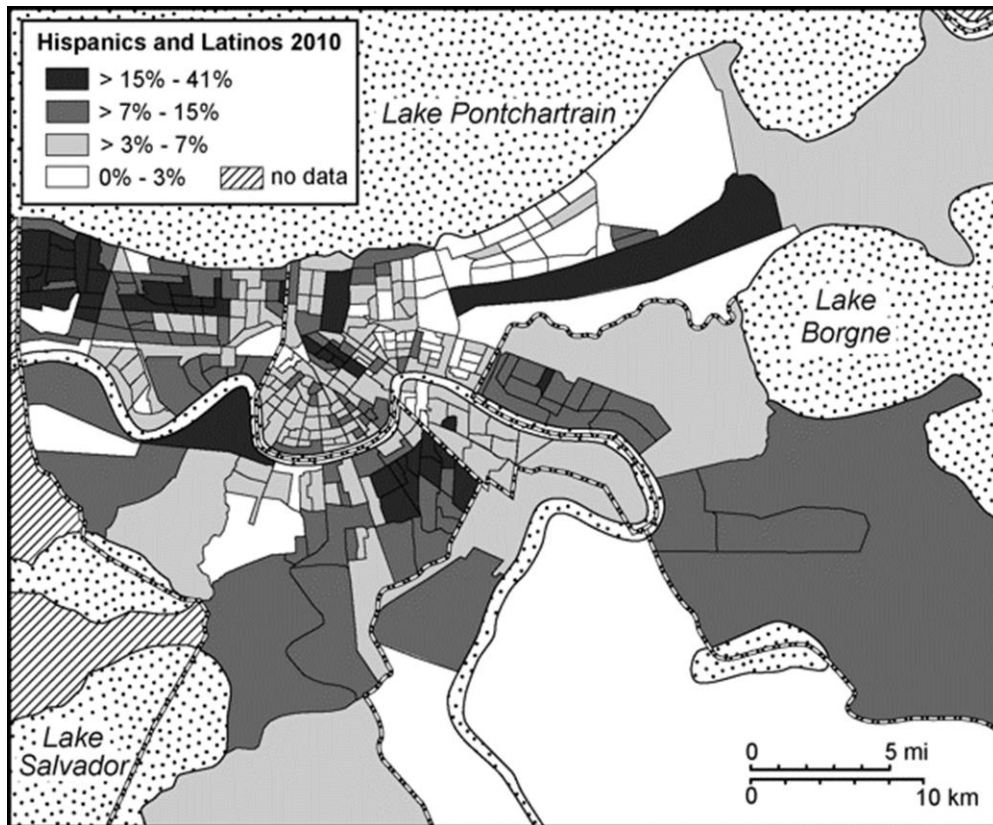 Hispanics and Latinos 2010
> 15% - 41%
> 7% - 15%
> 3% - 7%
0% - 3% no data
Lake Pontchartrain
Lake
Borgne
Lake
Salvador
0 5 mi
0 10 km